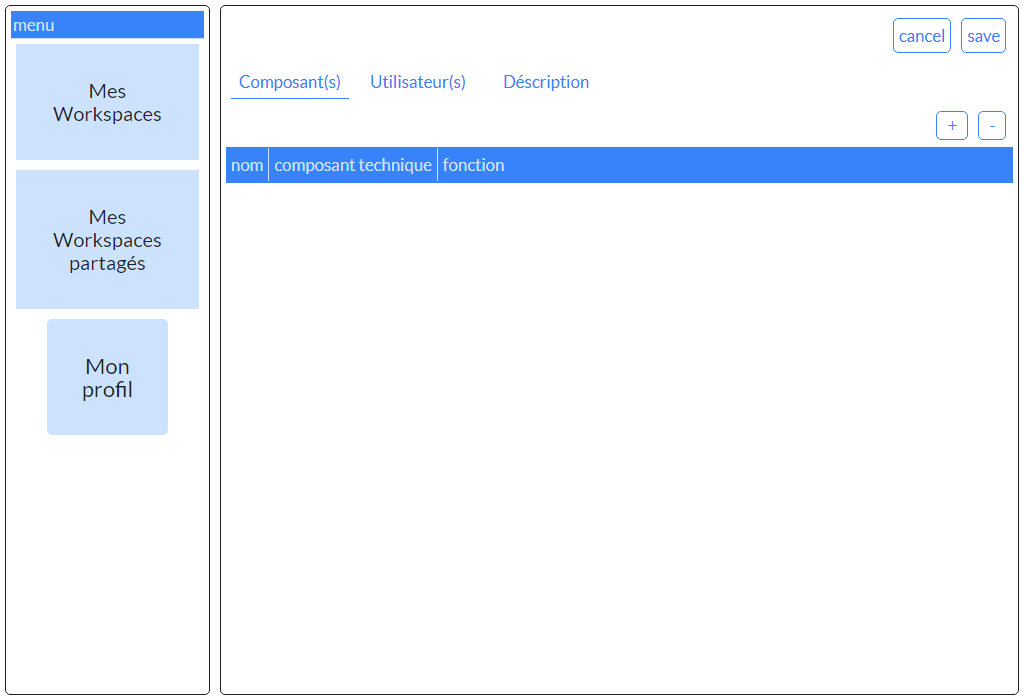 menu
Mes
Workspaces
Mes
Workspaces
partagés
Mon
profil
cancel save
Composant(s) Utilisateur(s) Déscription
+ -
nom composant technique fonction